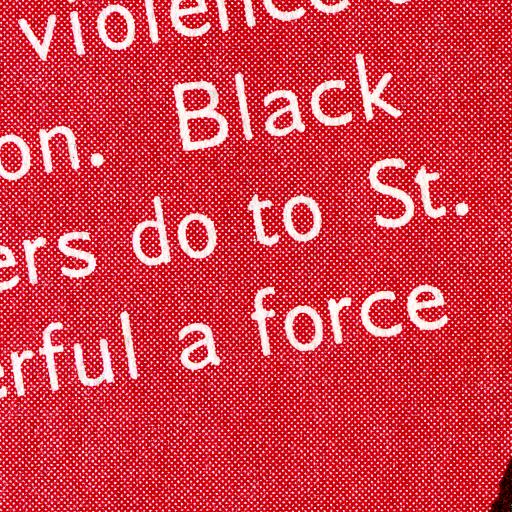 violence
on. Black
ers do to St.
erful a force